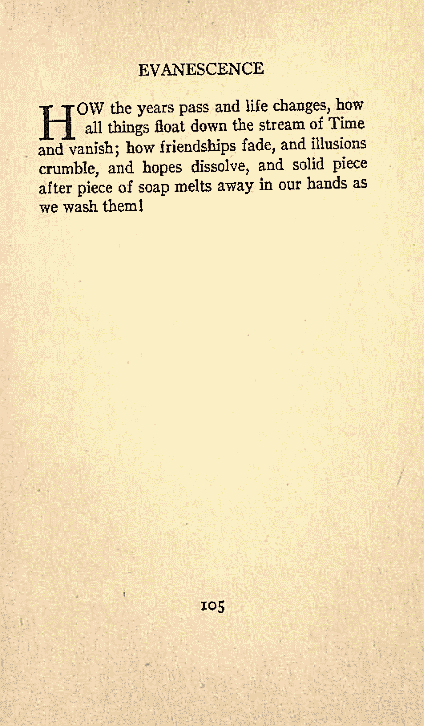 EVANESCENCE
HOW the years pass and life changes, how
all things float down the stream of Time
and vanish; how friendships fade, and illusions
crumble, and hopes dissolve, and solid piece
after piece of soap melts away in our hands as
we wash them!
105